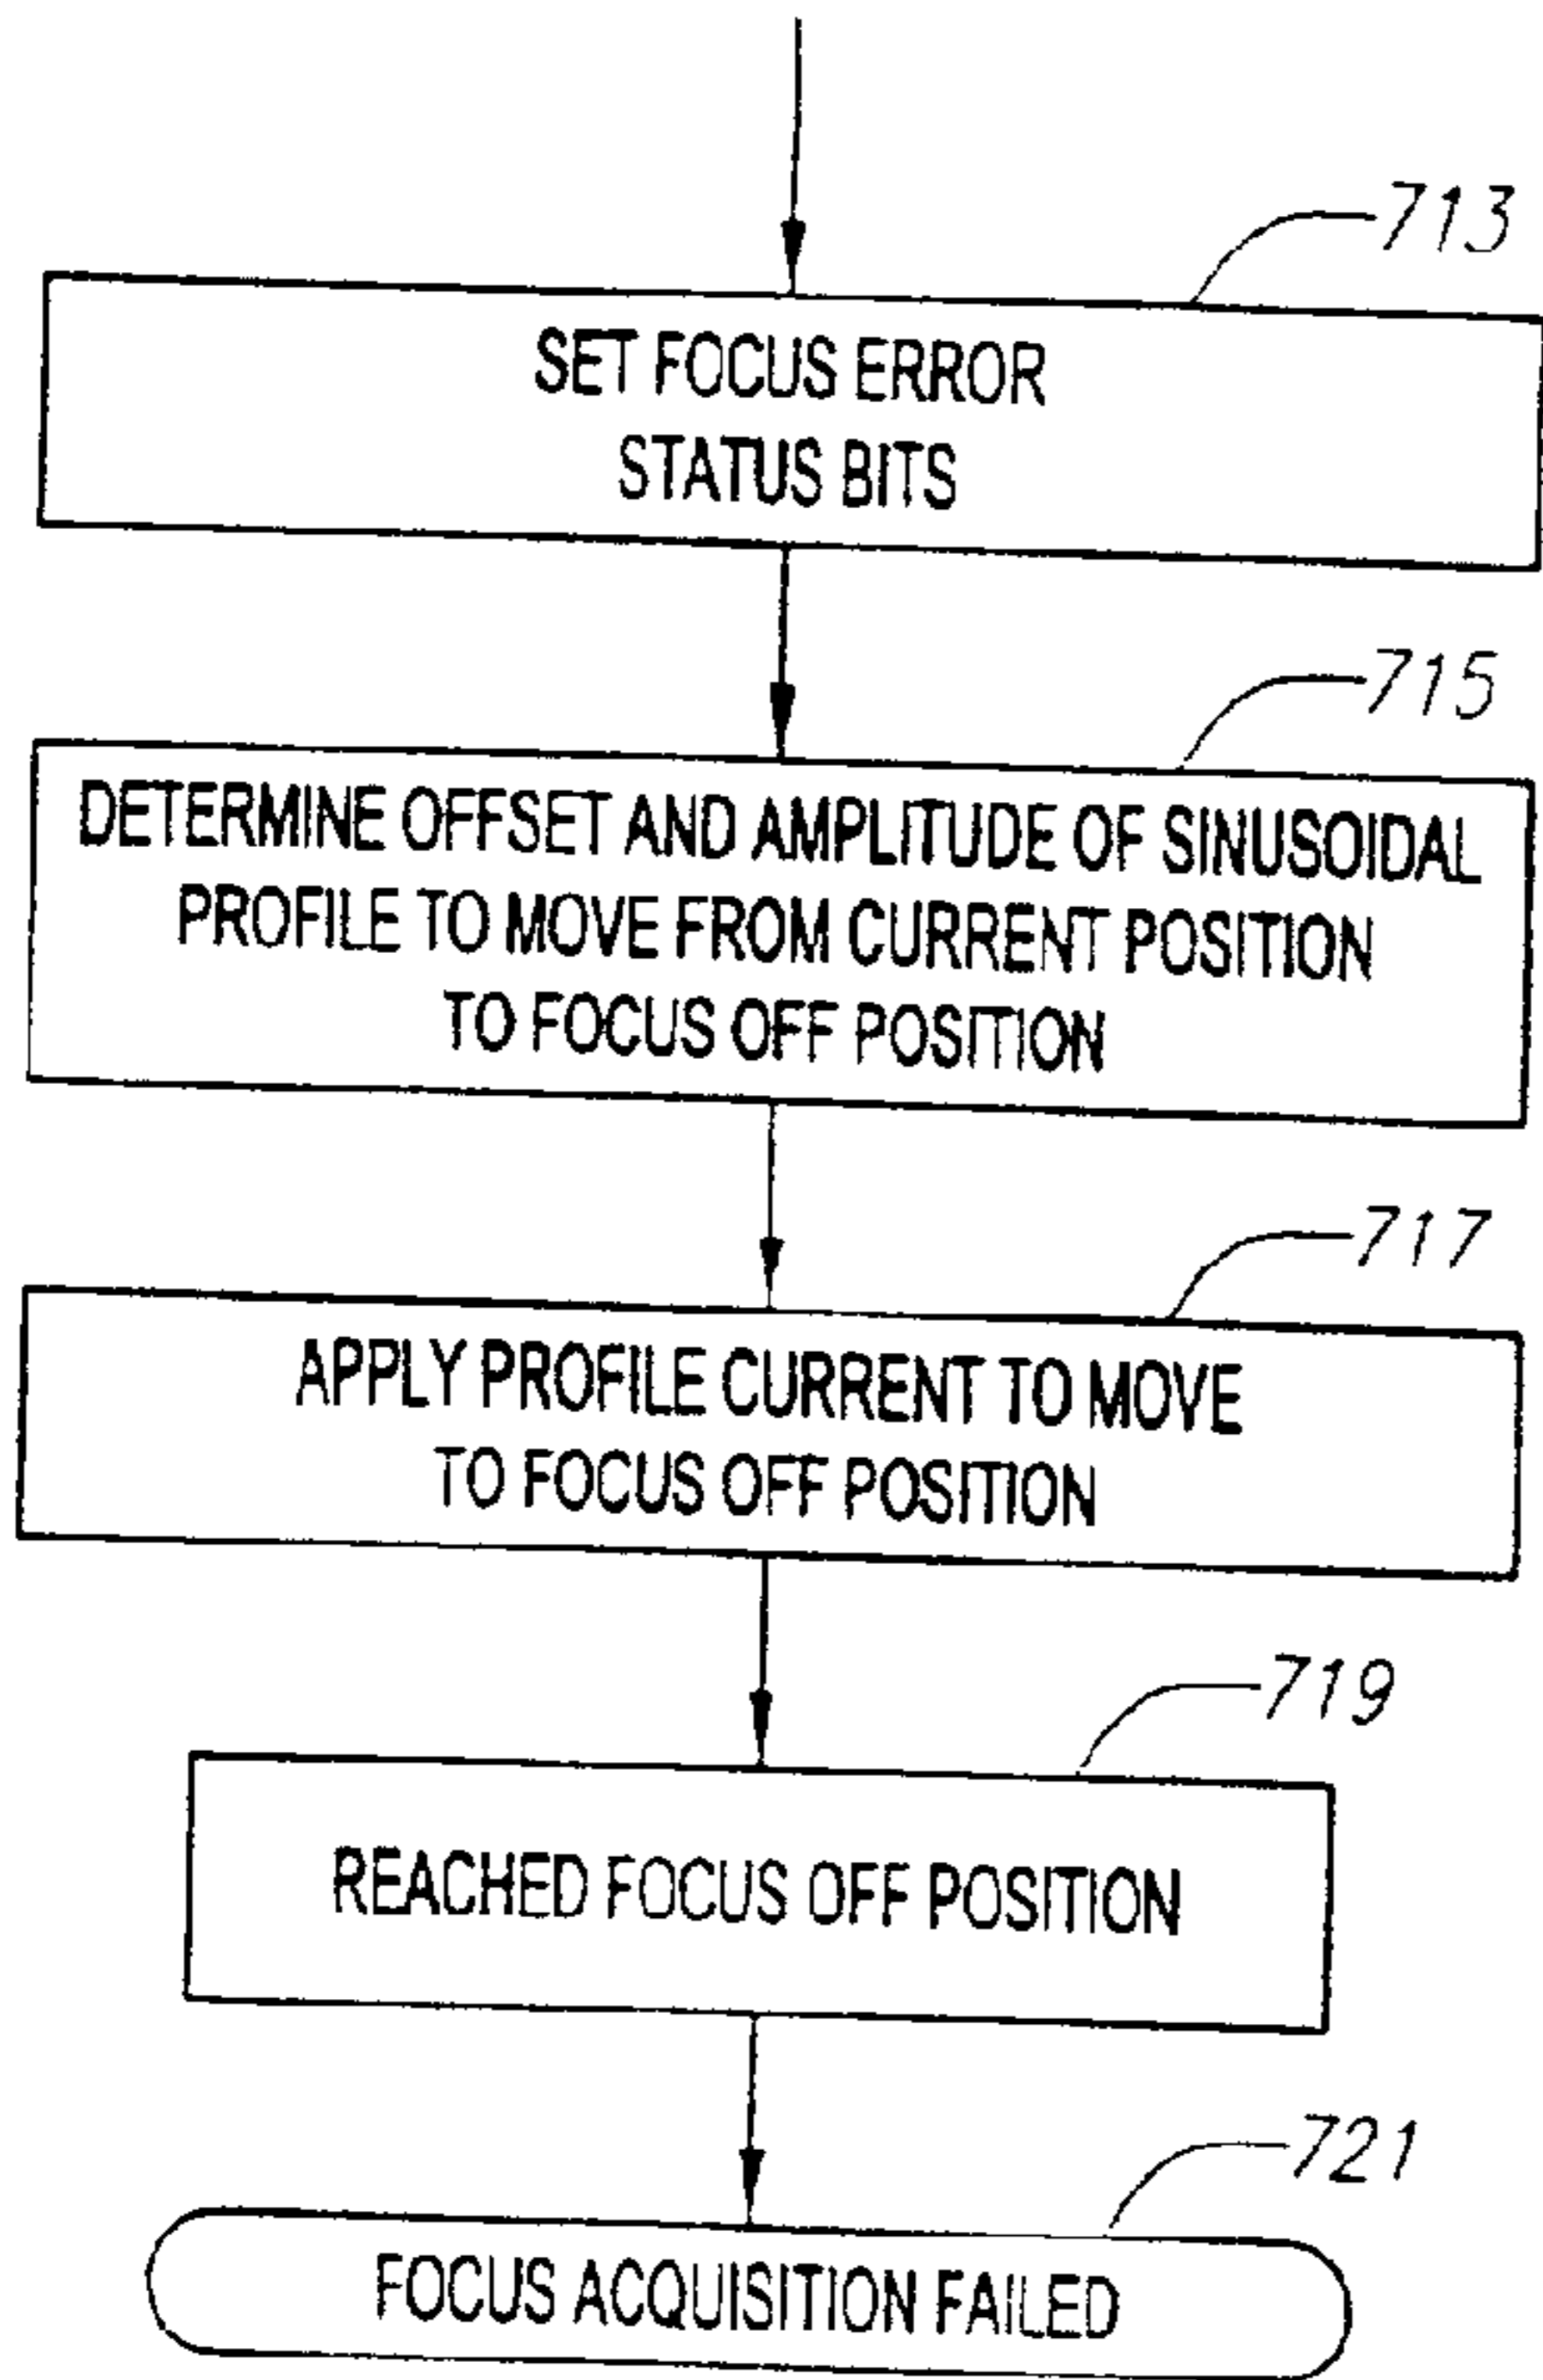 713
SET FOCUS ERROR
STATUS BITS
715
DETERMINE OFFSET AND AMPLITUDE OF SINUSOIDAL
PROFILE TO MOVE FROM CURRENT POSITION
TO FOCUS OFF POSITION
717
APPLY PROFILE CURRENT TO MOVE
TO FOCUS OFF POSITION
719
REACHED FOCUS OFF POSITION
721
FOCUS ACQUISITION FAILED